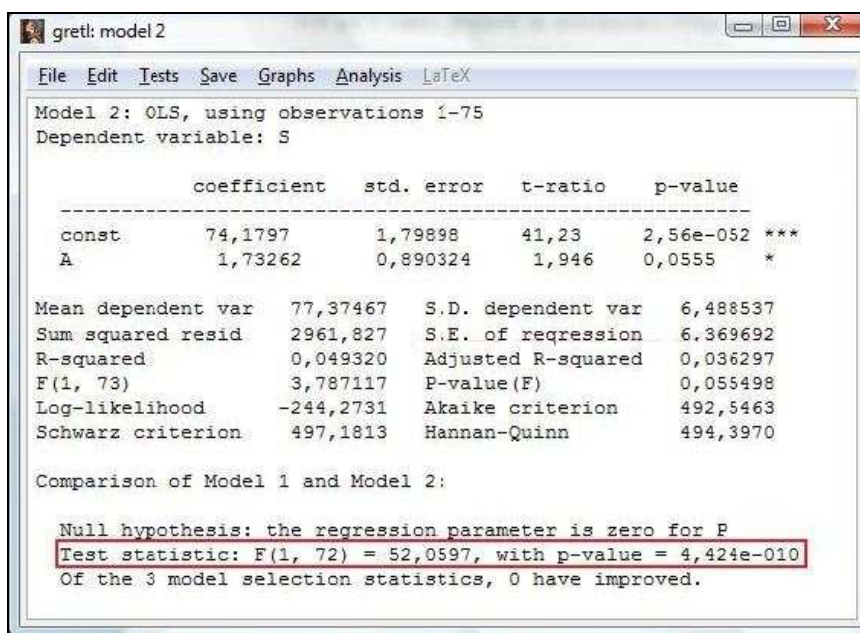 gretl: model 2
File Edit Tests Save Graphs Analysis LaTeX
Model 2: OLS, using observations 1-75
Dependent variable: S
coefficient std. error t-ratio p-value
const 74,1797 1,79898 41,23 2,56e-052 ***
A 1,73262 0,890324 1,946 0,0555 *
Mean dependent var 77,37467 S.D. dependent var 6,488537
Sum squared resid 2961,827 S.E. of regression 6,369692
R-squared 0,049320 Adjusted R-squared 0,036297
F(1, 73) 3,787117 P-value(F) 0,055498
Log-likelihood -244,2731 Akaike criterion 492,5463
Schwarz criterion 497,1813 Hannan-Quinn 494,3970
Comparison of Model 1 and Model 2:
Null hypothesis: the regression parameter is zero for P
Test statistic: F(1, 72) = 52,0597, with p-value = 4,424e-010
Of the 3 model selection statistics, 0 have improved.